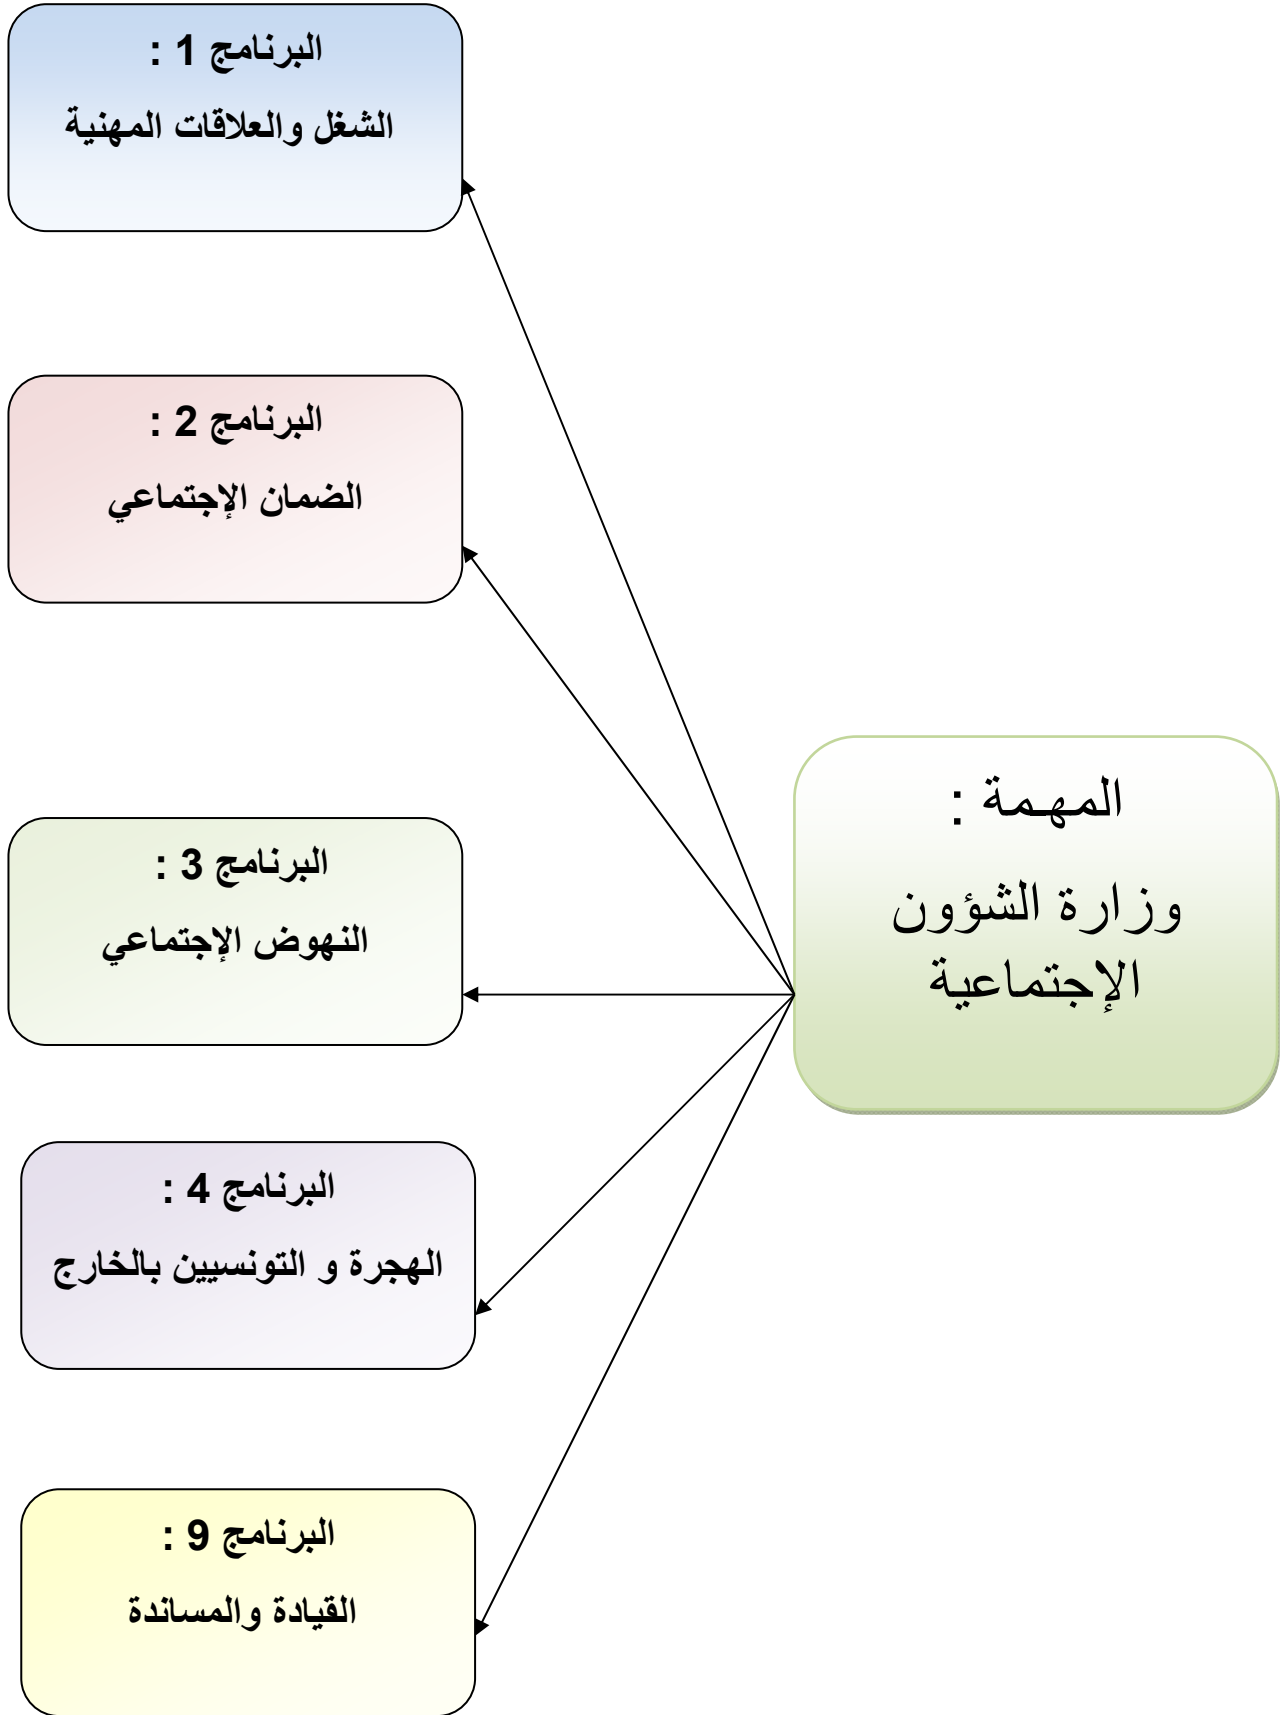 البرنامج 1 :
الشغل والعلاقات المهنية
البرنامج 2 :
الضمان الإجتماعي
المهمة :
وزارة الشؤون
الإجتماعية
البرنامج 3 :
النهوض الإجتماعي
البرنامج 4 :
الهجرة و التونسيين بالخارج
البرنامج 9 :
القيادة والمساندة